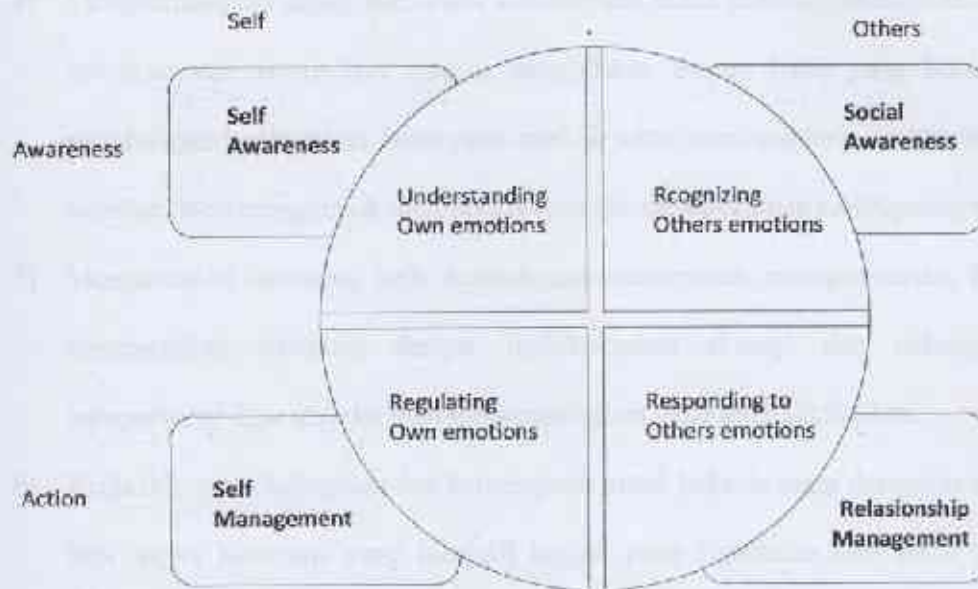 Self
Others
Self
Awareness
Social
Awareness
Awareness
Understanding
Own emotions
Rcognizing
Others emotions
Regulating
Own emotions
Responding to
Others emotions
Action
Self
Management
Relasionship
Management